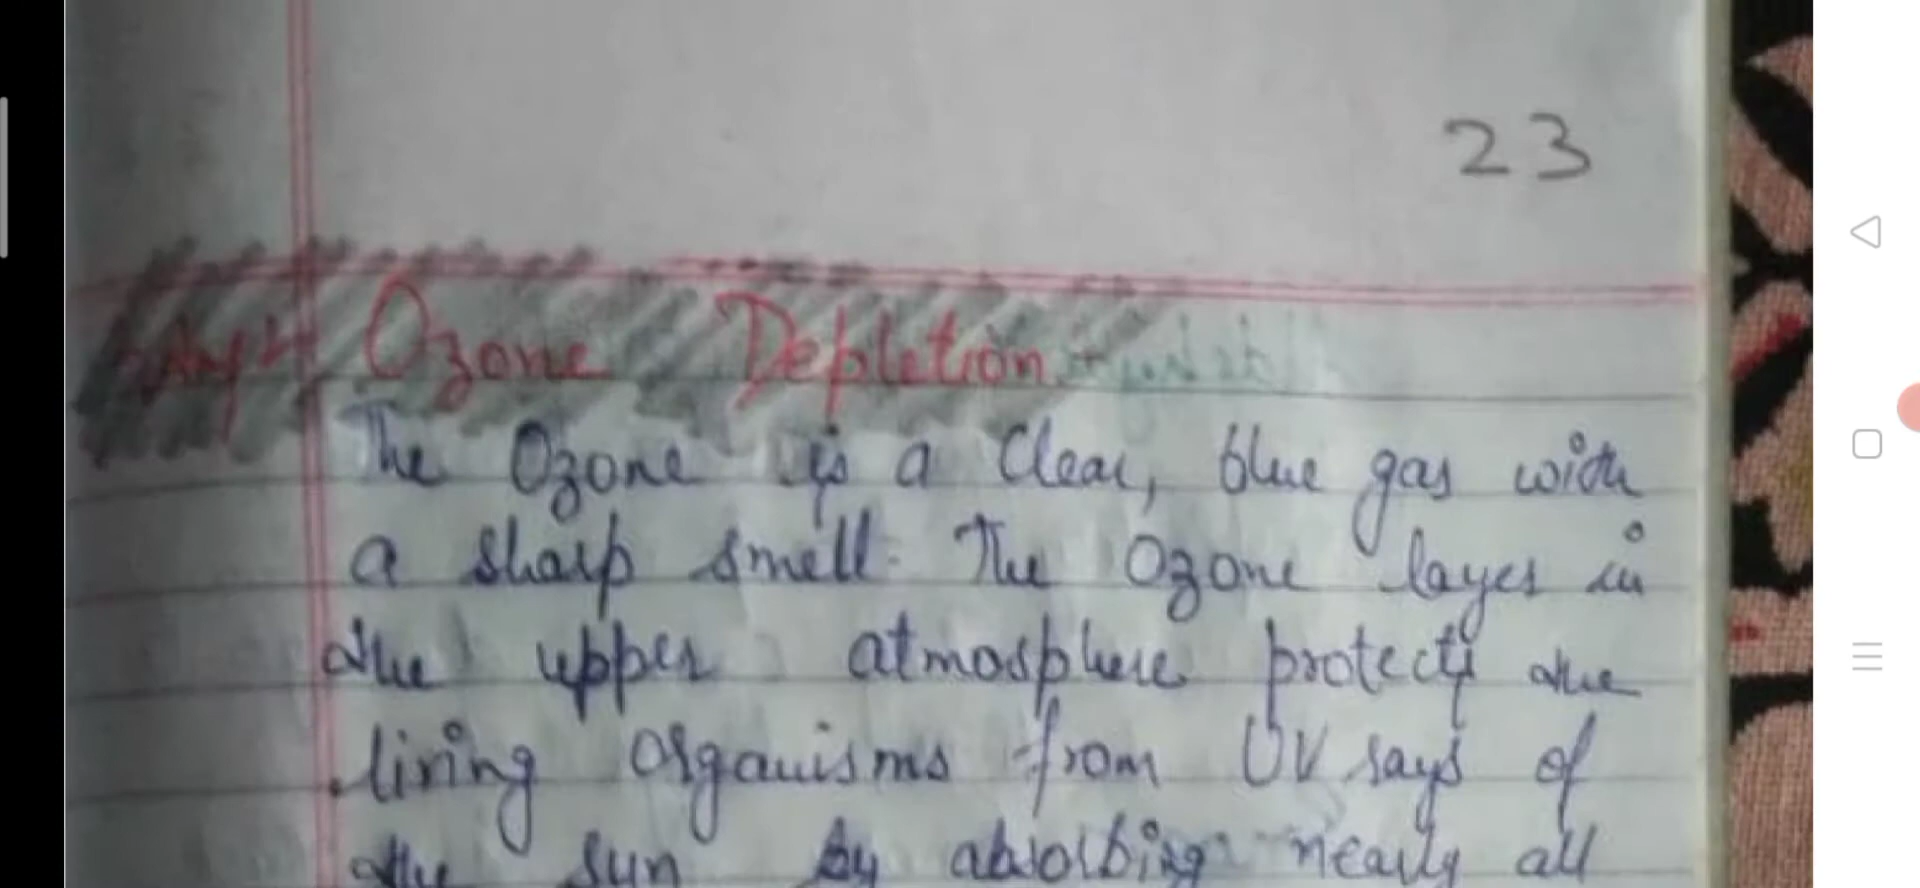 23
Ozone Depletion
The Ozone is a Clear, blue gas with
a sharp smell. The Ozone layer in
the upper atmosphere protects the
living organisms from UV rays of
the sun by absorbing nearly all